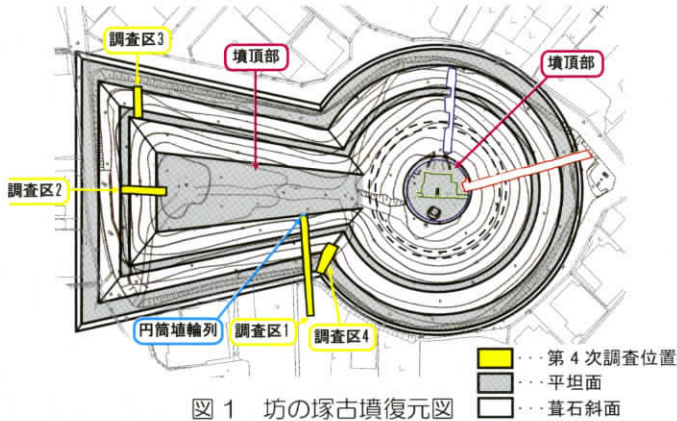 調査区3
墳頂部
墳頂部
調査区2
円筒埴輪列
調査区1
調査区4
・・・第4次調査位置
・・・平坦面
・・・葺石斜面
図1 坊の塚古墳復元図